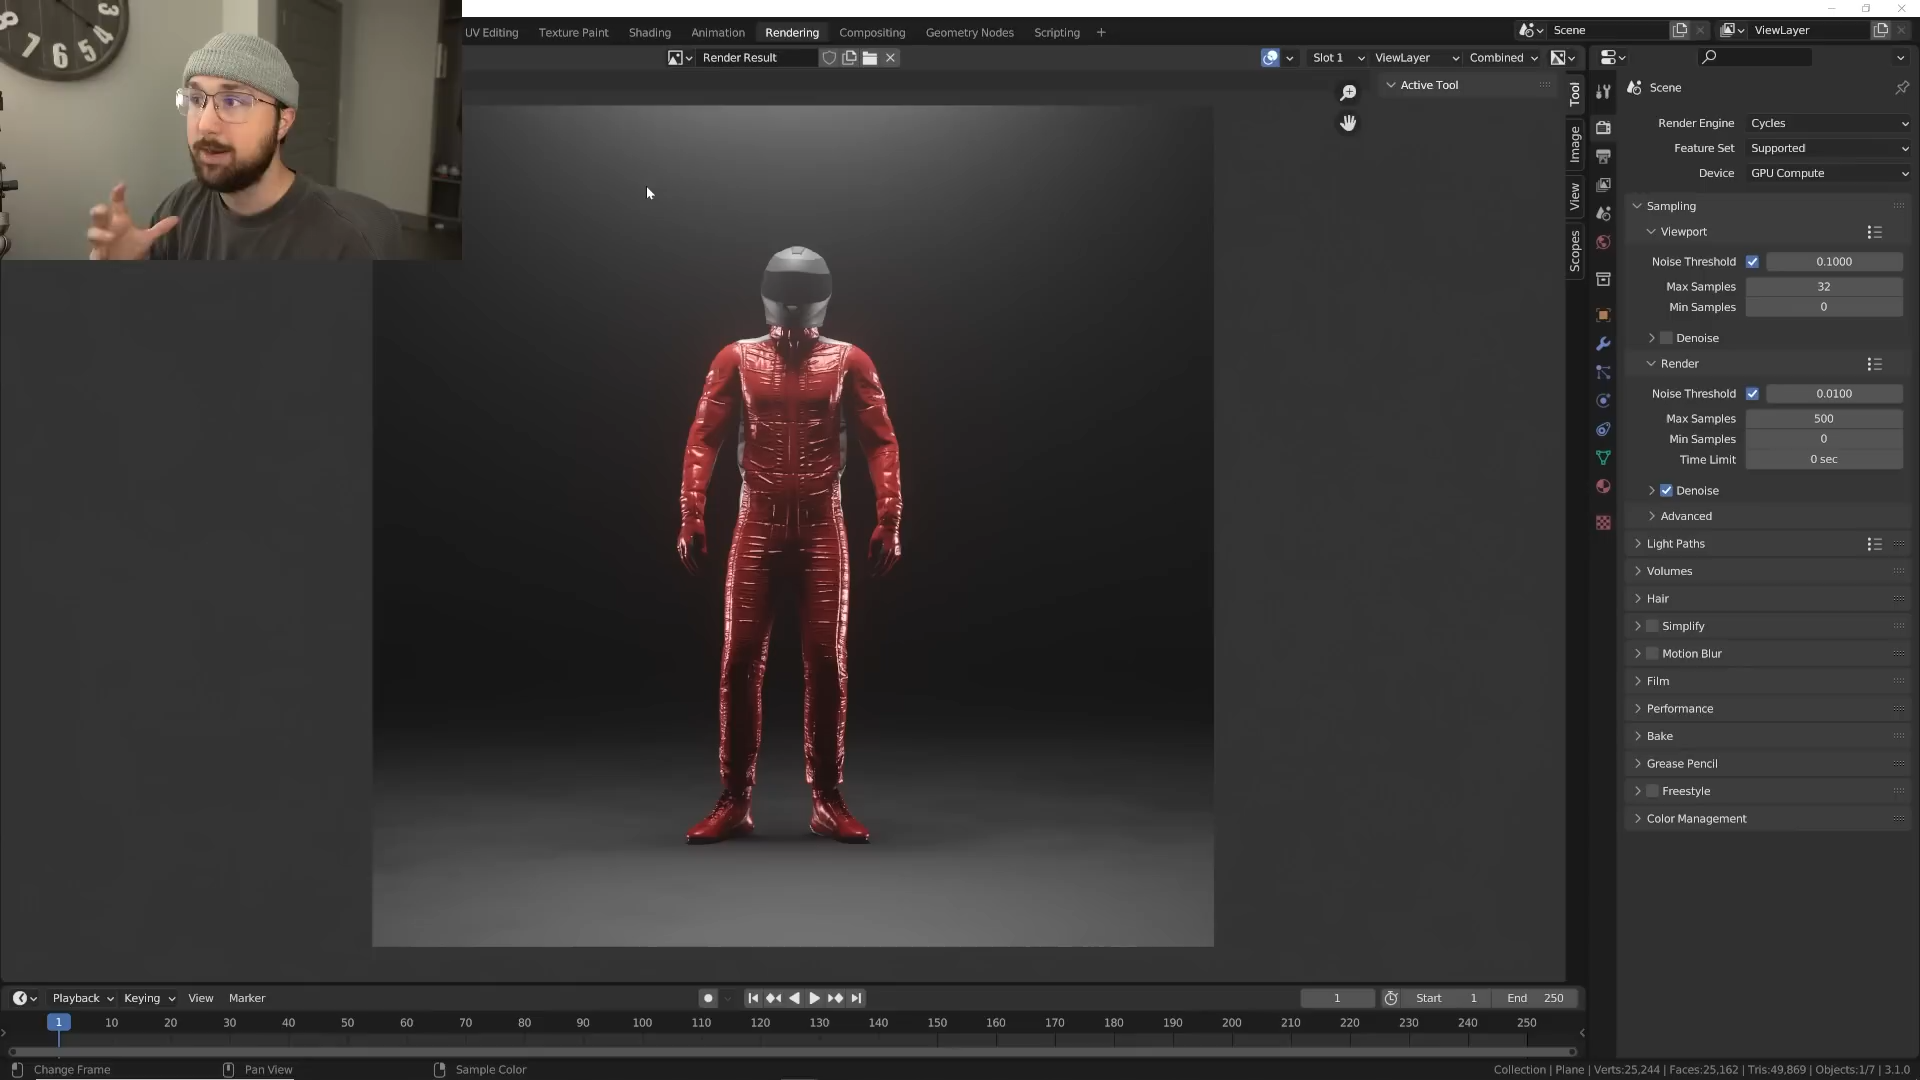 8 3
7 6 5 4
UV Editing Texture Paint Shading Animation Rendering Compositing Geometry Nodes Scripting +
Scene ViewLayer
Render Result Slot 1 ViewLayer Combined
Active Tool
Tool
Image
View
Scopes
Scene
Render Engine Cycles
Feature Set Supported
Device GPU Compute
Sampling
Viewport
Noise Threshold 0.1000
Max Samples 32
Min Samples 0
Denoise
Render
Noise Threshold 0.0100
Max Samples 500
Min Samples 0
Time Limit 0 sec
Denoise
Advanced
Light Paths
Volumes
Hair
Simplify
Motion Blur
Film
Performance
Bake
Grease Pencil
Freestyle
Color Management
Playback Keying View Marker 1 Start 1 End 250
1 10 20 30 40 50 60 70 80 90 100 110 120 130 140 150 160 170 180 190 200 210 220 230 240 250
Change Frame Pan View Sample Color Collection | Plane | Verts:25,244 | Faces:25,162 | Tris:49,869 | Objects:1/7 | 3.1.0